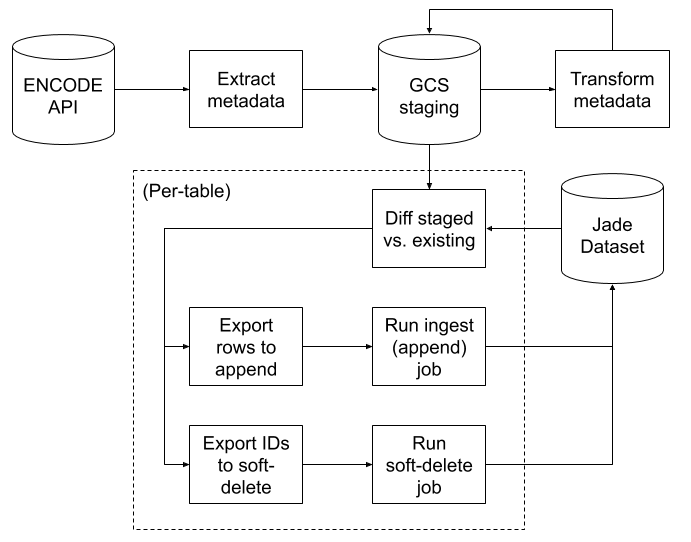 ENCODE
API
Extract
metadata
GCS
staging
Transform
metadata
(Per-table)
Diff staged
vs. existing
Jade
Dataset
Export
rows to
append
Run ingest
(append)
job
Export IDs
to soft-
delete
Run
soft-delete
job